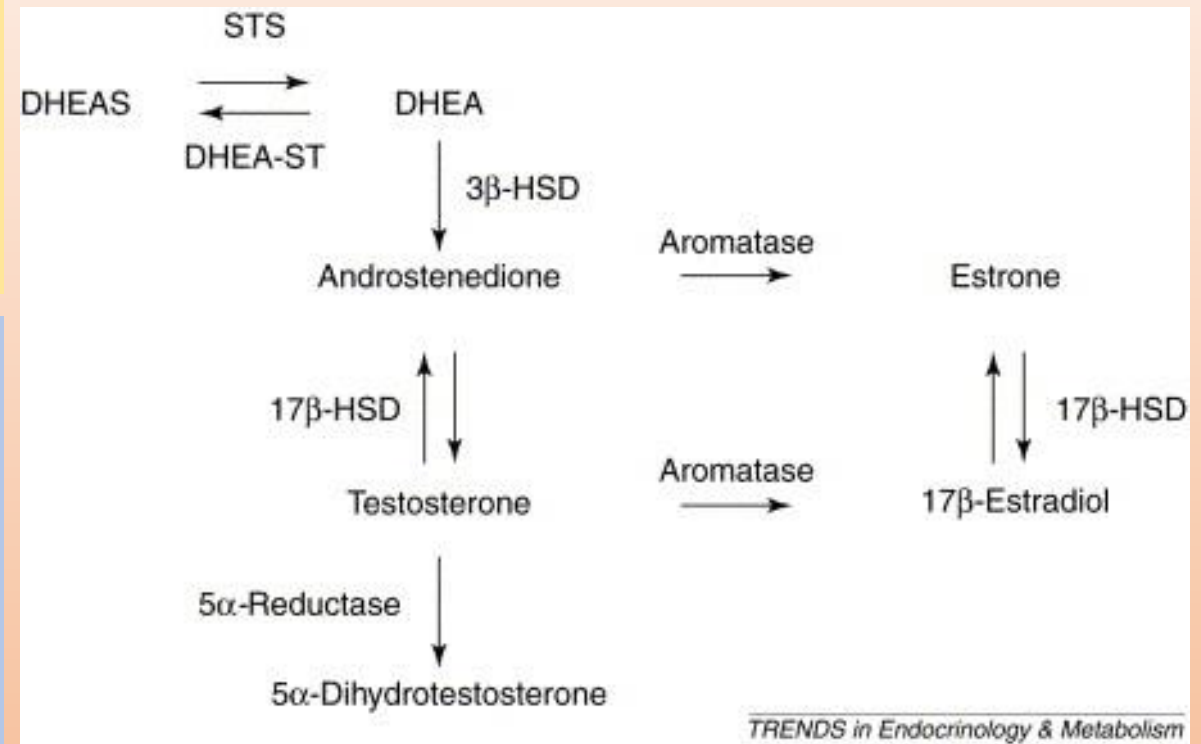 STS
DHEAS
DHEA
DHEA-ST
3β-HSD
Aromatase
Androstenedione
Estrone
17β-HSD
17β-HSD
Aromatase
Testosterone
17β-Estradiol
5α-Reductase
5α-Dihydrotestosterone
TRENDS in Endocrinology & Metabolism